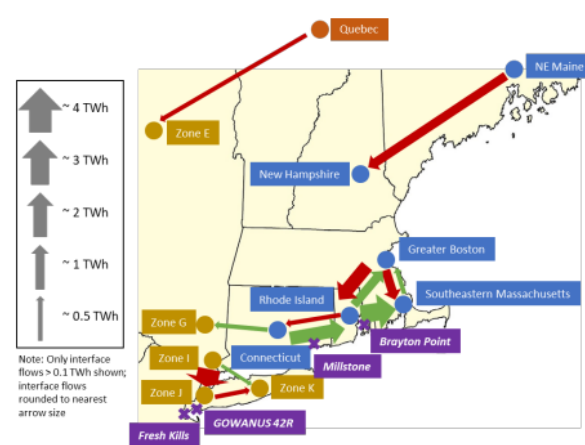 Quebec
NE Maine
~ 4 TWh
Zone E
~ 3 TWh
New Hampshire
~ 2 TWh
Greater Boston
~ 1 TWh
Southeastern Massachusetts
Rhode Island
~ 0.5 TWh
Zone G
Brayton Point
Note: Only interface
flows > 0.1 TWh shown;
interface flows
rounded to nearest
arrow size
Zone I
Connecticut
Millstone
Zone J
Zone K
GOWANUS 42R
Fresh Kills